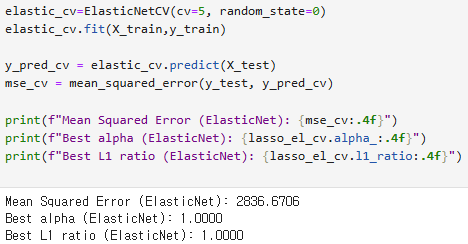 elastic_cv=ElasticNetCV(cv=5, random_state=0)
elastic_cv.fit(X_train,y_train)
y_pred_cv = elastic_cv.predict(X_test)
mse_cv = mean_squared_error(y_test, y_pred_cv)
print(f"Mean Squared Error (ElasticNet): {mse_cv:.4f}")
print(f"Best alpha (ElasticNet): {lasso_el_cv.alpha_:.4f}")
print(f"Best L1 ratio (ElasticNet): {lasso_el_cv.l1_ratio:.4f}")
Mean Squared Error (ElasticNet): 2836.6706
Best alpha (ElasticNet): 1.0000
Best L1 ratio (ElasticNet): 1.0000